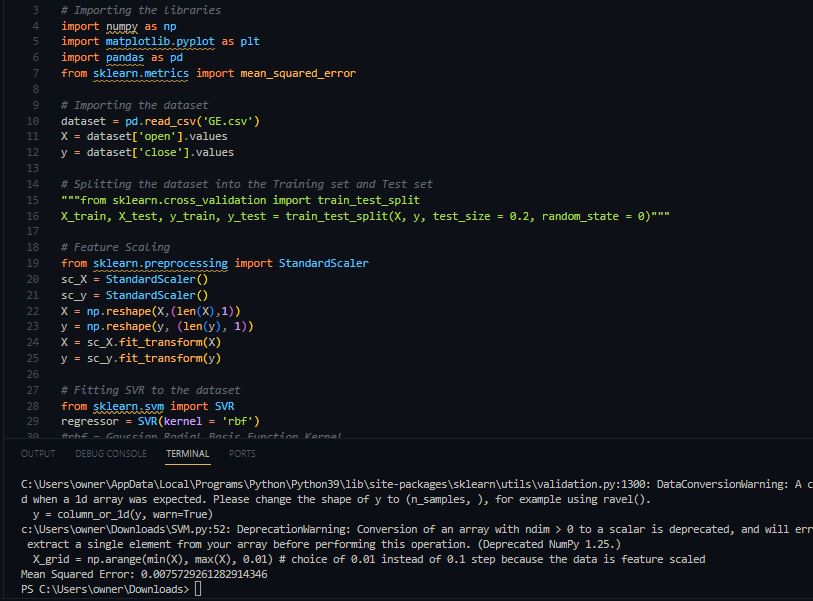 3 # Importing the libraries
4 import numpy as np
5 import matplotlib.pyplot as plt
6 import pandas as pd
7 from sklearn.metrics import mean_squared_error
8
9 # Importing the dataset
10 dataset = pd.read_csv('GE.csv')
11 X = dataset['open'].values
12 y = dataset['close'].values
13
14 # Splitting the dataset into the Training set and Test set
15 """from sklearn.cross_validation import train_test_split
16 X_train, X_test, y_train, y_test = train_test_split(X, y, test_size = 0.2, random_state = 0)"""
17
18 # Feature Scaling
19 from sklearn.preprocessing import StandardScaler
20 sc_X = StandardScaler()
21 sc_y = StandardScaler()
22 X = np.reshape(X,(len(X),1))
23 y = np.reshape(y, (len(y), 1))
24 X = sc_X.fit_transform(X)
25 y = sc_y.fit_transform(y)
26
27 # Fitting SVR to the dataset
28 from sklearn.svm import SVR
29 regressor = SVR(kernel = 'rbf')
30 #rbf = Gaussian Radial Basis Function Kernel
OUTPUT DEBUG CONSOLE TERMINAL PORTS
C:\Users\owner\AppData\Local\Programs\Python\Python39\lib\site-packages\sklearn\utils\validation.py:1300: DataConversionWarning: A c
d when a 1d array was expected. Please change the shape of y to (n_samples, ), for example using ravel().
y = column_or_1d(y, warn=True)
c:\Users\owner\Downloads\SVM.py:52: DeprecationWarning: Conversion of an array with ndim > 0 to a scalar is deprecated, and will err
extract a single element from your array before performing this operation. (Deprecated NumPy 1.25.)
X_grid = np.arange(min(X), max(X), 0.01) # choice of 0.01 instead of 0.1 step because the data is feature scaled
Mean Squared Error: 0.0075729261282914346
PS C:\Users\owner\Downloads>